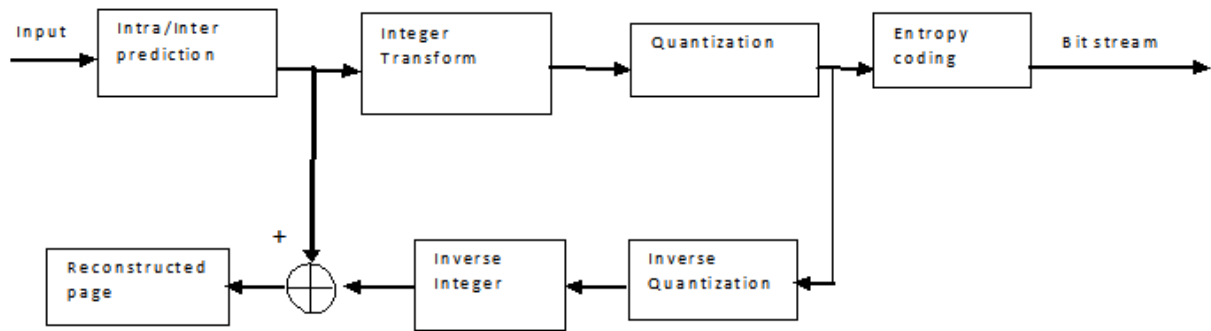 Input
Intra/Inter
prediction
Integer
Transform
Quantization
Entropy
coding
Bit stream
+
Reconstructed
page
Inverse
Integer
Inverse
Quantization